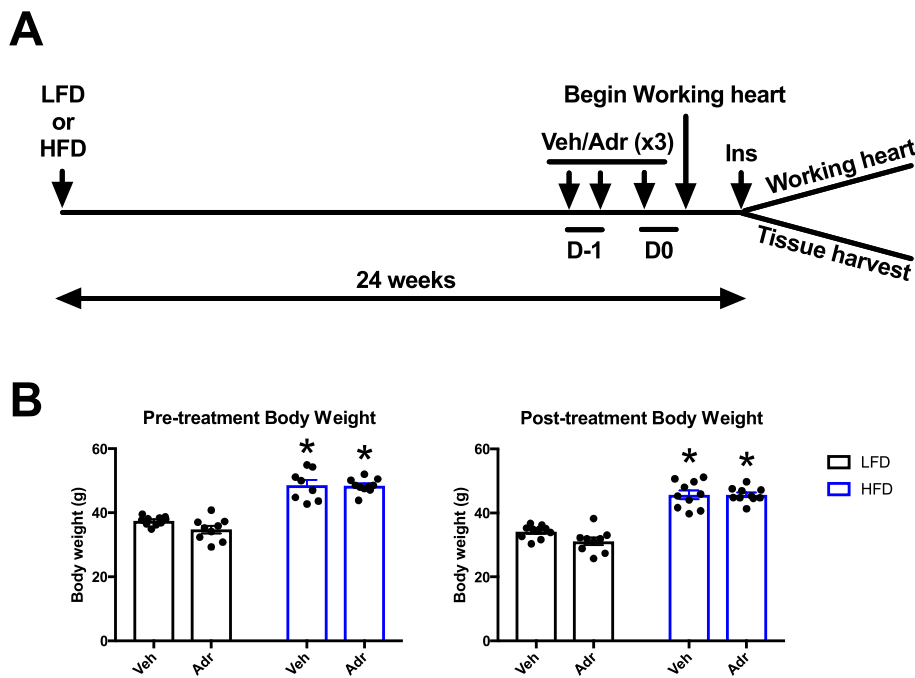 A
LFD
or
HFD
Begin Working heart
Veh/Adr (x3)
Ins
Working heart
Tissue harvest
D-1
D0
24 weeks
B
Pre-treatment Body Weight
Body weight (g)
60
40
20
0
* *
Veh Adr Veh Adr
Post-treatment Body Weight
Body weight (g)
60
40
20
0
* *
Veh Adr Veh Adr
LFD
HFD